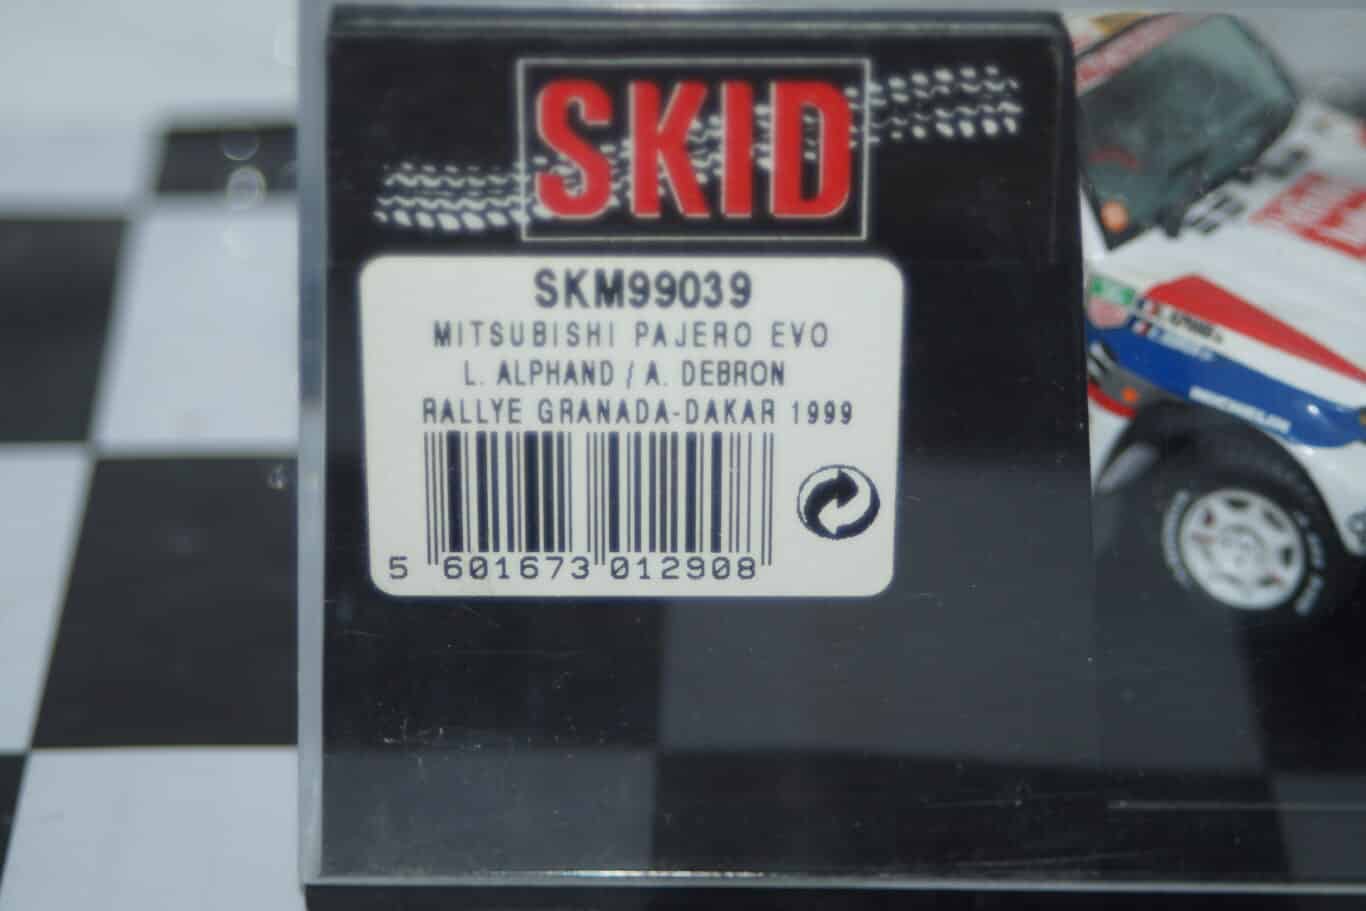 SKID
SKM99039
MITSUBISHI PAJERO EVO
L. ALPHAND / A. DEBRON
RALLYE GRANADA-DAKAR 1999
5 601673 012908